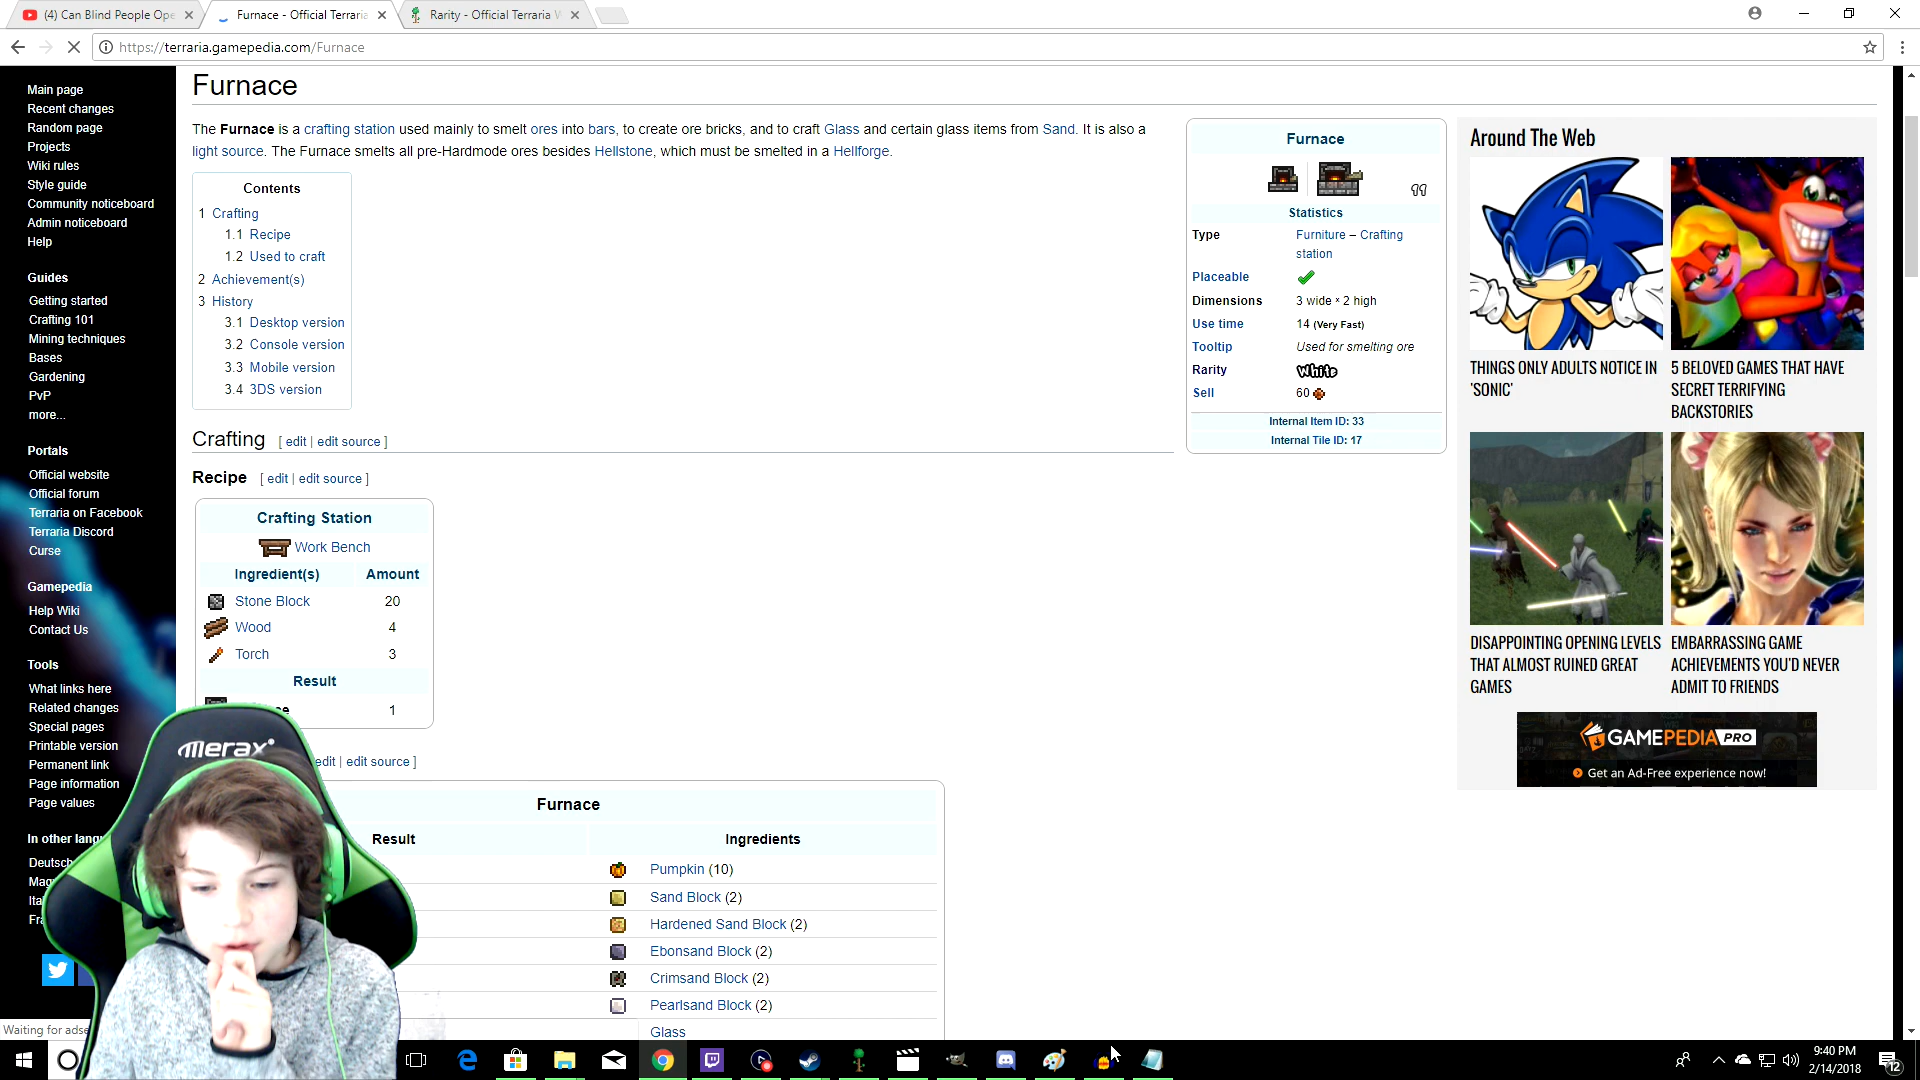 (4) Can Blind People Ope
Furnace - Official Terraria
Rarity - Official Terraria W
https://terraria.gamepedia.com/Furnace
Main page
Recent changes
Random page
Projects
Wiki rules
Style guide
Community noticeboard
Admin noticeboard
Help
Guides
Getting started
Crafting 101
Mining techniques
Bases
Gardening
PvP
more...
Portals
Official website
Official forum
Terraria on Facebook
Terraria Discord
Curse
Gamepedia
Help Wiki
Contact Us
Tools
What links here
Related changes
Special pages
Printable version
Permanent link
Page information
Page values
In other lang
Deutsch
Mag
Ita
Fra
Waiting for adse
Furnace
The Furnace is a crafting station used mainly to smelt ores into bars, to create ore bricks, and to craft Glass and certain glass items from Sand. It is also a
light source. The Furnace smelts all pre-Hardmode ores besides Hellstone, which must be smelted in a Hellforge.
Contents
1 Crafting
1.1 Recipe
1.2 Used to craft
2 Achievement(s)
3 History
3.1 Desktop version
3.2 Console version
3.3 Mobile version
3.4 3DS version
Crafting [ edit | edit source ]
Recipe [ edit | edit source ]
Crafting Station
Work Bench
Ingredient(s) Amount
Stone Block 20
Wood 4
Torch 3
Result
1
edit | edit source ]
Furnace
Result Ingredients
Pumpkin (10)
Sand Block (2)
Hardened Sand Block (2)
Ebonsand Block (2)
Crimsand Block (2)
Pearlsand Block (2)
Glass
Furnace
Statistics
Type Furniture – Crafting
station
Placeable
Dimensions 3 wide × 2 high
Use time 14 (Very Fast)
Tooltip Used for smelting ore
Rarity White
Sell 60
Internal Item ID: 33
Internal Tile ID: 17
Around The Web
THINGS ONLY ADULTS NOTICE IN
'SONIC'
5 BELOVED GAMES THAT HAVE
SECRET TERRIFYING
BACKSTORIES
DISAPPOINTING OPENING LEVELS
THAT ALMOST RUINED GREAT
GAMES
EMBARRASSING GAME
ACHIEVEMENTS YOU'D NEVER
ADMIT TO FRIENDS
GAMEPEDIA PRO
Get an Ad-Free experience now!
merax
9:40 PM
2/14/2018
12